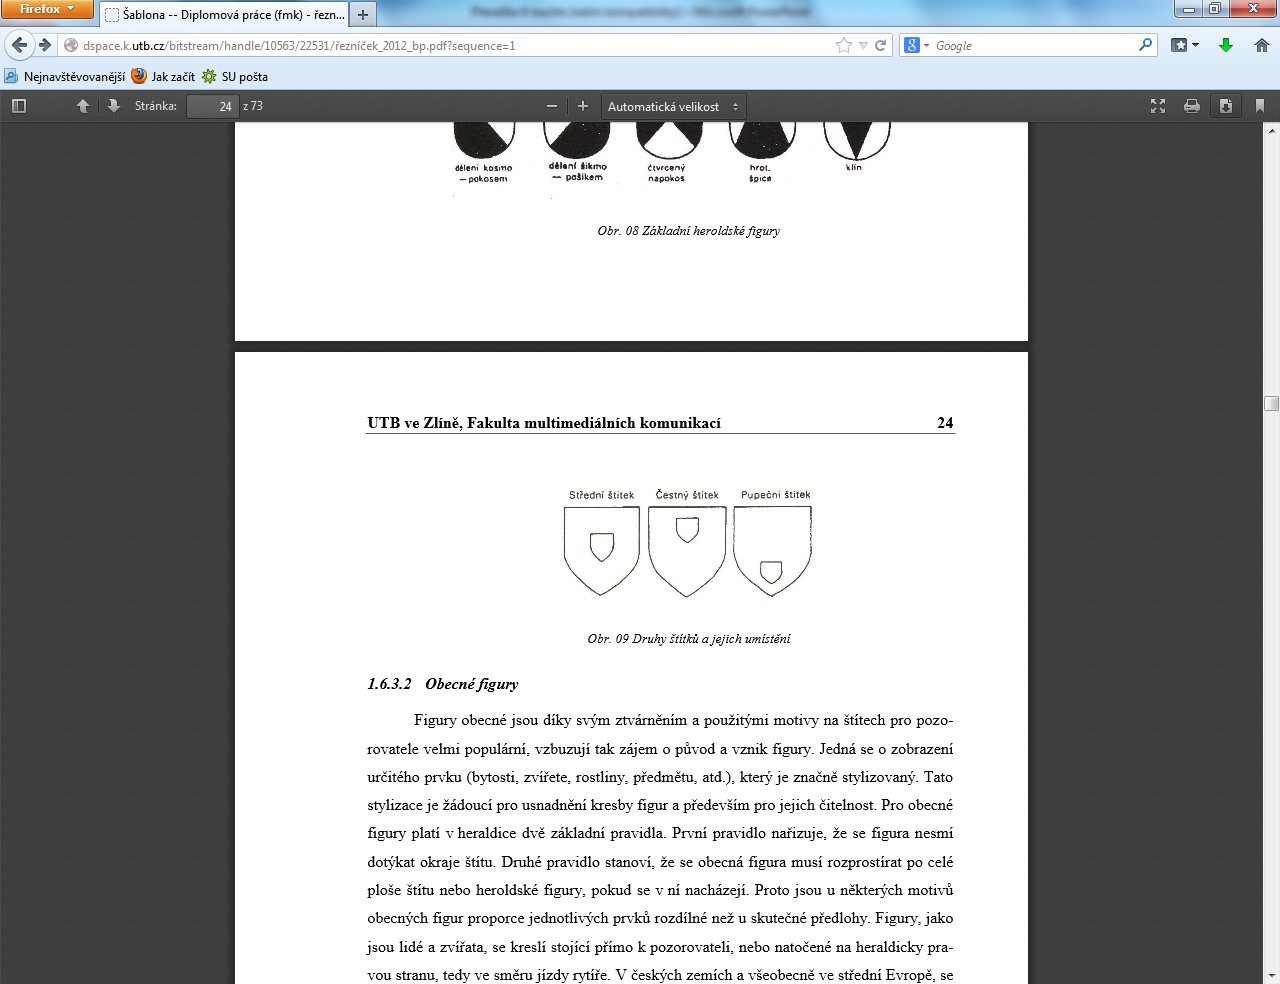 Firefox
Šablona -- Diplomová práce (fmk) - řezn...
dspace.k.utb.cz/bitstream/handle/10563/22531/řezníček_2012_bp.pdf?sequence=1
Google
Nejnavštěvovanější Jak začít SU pošta
Stránka: 24 z 73
Automatická velikost
dělení kosmo
— pokosem
dělení šikmo
— pošikem
čtvrcený
napokos
hrot,
špice
klín
Obr. 08 Základní heroldské figury
UTB ve Zlíně, Fakulta multimediálních komunikací 24
Střední štítek Čestný štítek Pupeční štítek
Obr. 09 Druhy štítků a jejich umístění
1.6.3.2 Obecné figury
Figury obecné jsou díky svým ztvárněním a použitými motivy na štítech pro pozo-
rovatele velmi populární, vzbuzují tak zájem o původ a vznik figury. Jedná se o zobrazení
určitého prvku (bytosti, zvířete, rostliny, předmětu, atd.), který je značně stylizovaný. Tato
stylizace je žádoucí pro usnadnění kresby figur a především pro jejich čitelnost. Pro obecné
figury platí v heraldice dvě základní pravidla. První pravidlo nařizuje, že se figura nesmí
dotýkat okraje štítu. Druhé pravidlo stanoví, že se obecná figura musí rozprostírat po celé
ploše štítu nebo heroldské figury, pokud se v ní nacházejí. Proto jsou u některých motivů
obecných figur proporce jednotlivých prvků rozdílné než u skutečné předlohy. Figury, jako
jsou lidé a zvířata, se kreslí stojící přímo k pozorovateli, nebo natočené na heraldicky pra-
vou stranu, tedy ve směru jízdy rytíře. V českých zemích a všeobecně ve střední Evropě, se